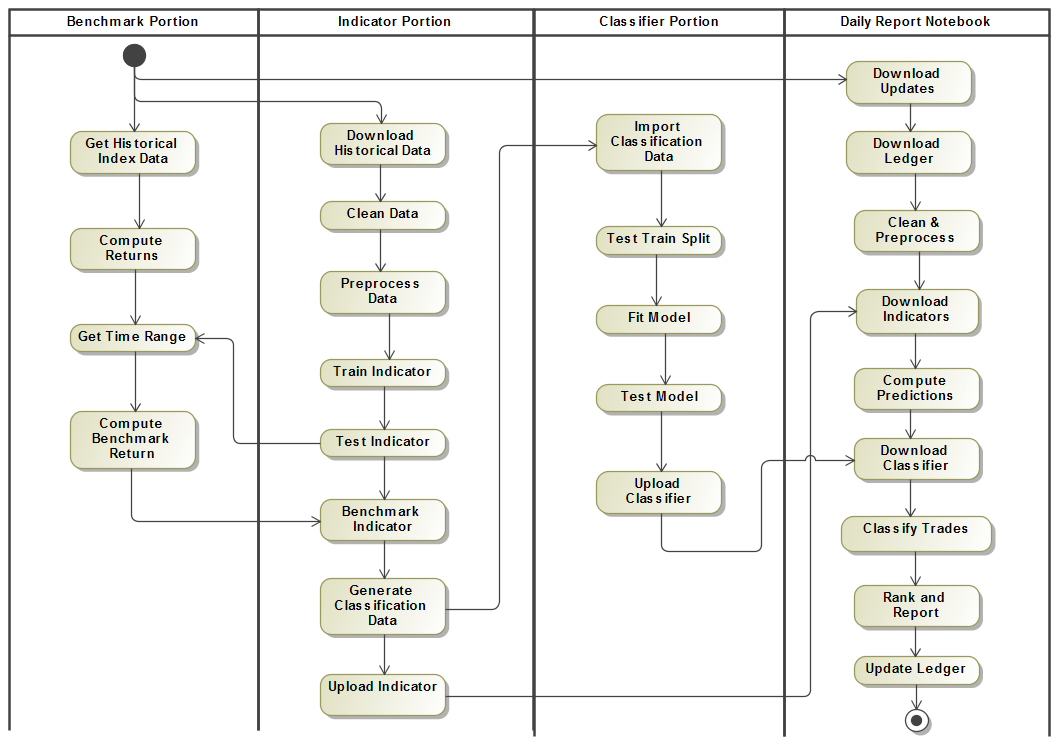 Benchmark Portion
Indicator Portion
Classifier Portion
Daily Report Notebook
Get Historical
Index Data
Compute
Returns
Get Time Range
Compute
Benchmark
Return
Download
Historical Data
Clean Data
Preprocess
Data
Train Indicator
Test Indicator
Benchmark
Indicator
Generate
Classification
Data
Upload Indicator
Import
Classification
Data
Test Train Split
Fit Model
Test Model
Upload
Classifier
Download
Updates
Download
Ledger
Clean &
Preprocess
Download
Indicators
Compute
Predictions
Download
Classifier
Classify Trades
Rank and
Report
Update Ledger